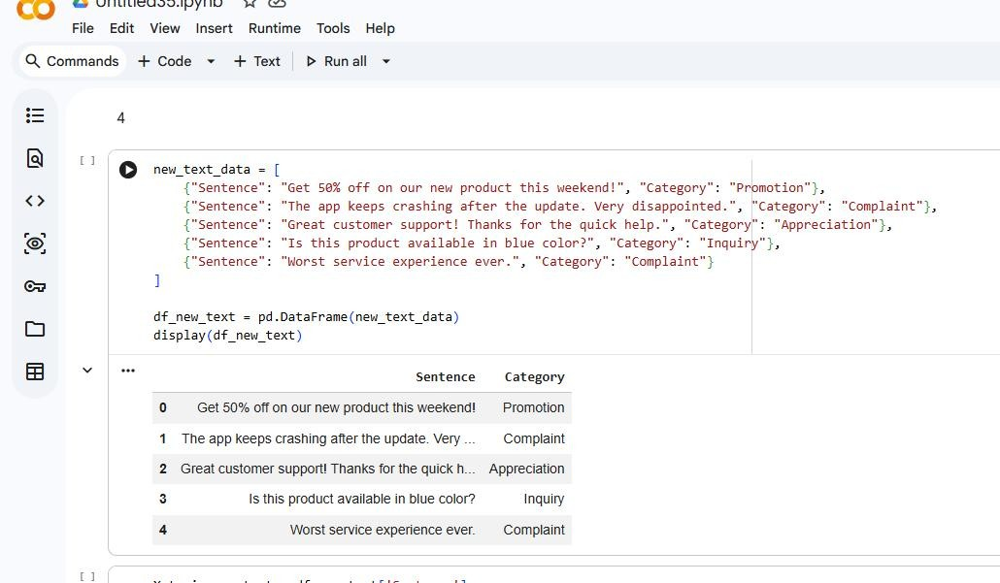 Untitled35.ipynb
File Edit View Insert Runtime Tools Help
Commands + Code + Text Run all
4
[ ]
new_text_data = [
{"Sentence": "Get 50% off on our new product this weekend!", "Category": "Promotion"},
{"Sentence": "The app keeps crashing after the update. Very disappointed.", "Category": "Complaint"},
{"Sentence": "Great customer support! Thanks for the quick help.", "Category": "Appreciation"},
{"Sentence": "Is this product available in blue color?", "Category": "Inquiry"},
{"Sentence": "Worst service experience ever.", "Category": "Complaint"}
]
df_new_text = pd.DataFrame(new_text_data)
display(df_new_text)
Sentence Category
0 Get 50% off on our new product this weekend! Promotion
1 The app keeps crashing after the update. Very ... Complaint
2 Great customer support! Thanks for the quick h... Appreciation
3 Is this product available in blue color? Inquiry
4 Worst service experience ever. Complaint
[ ]